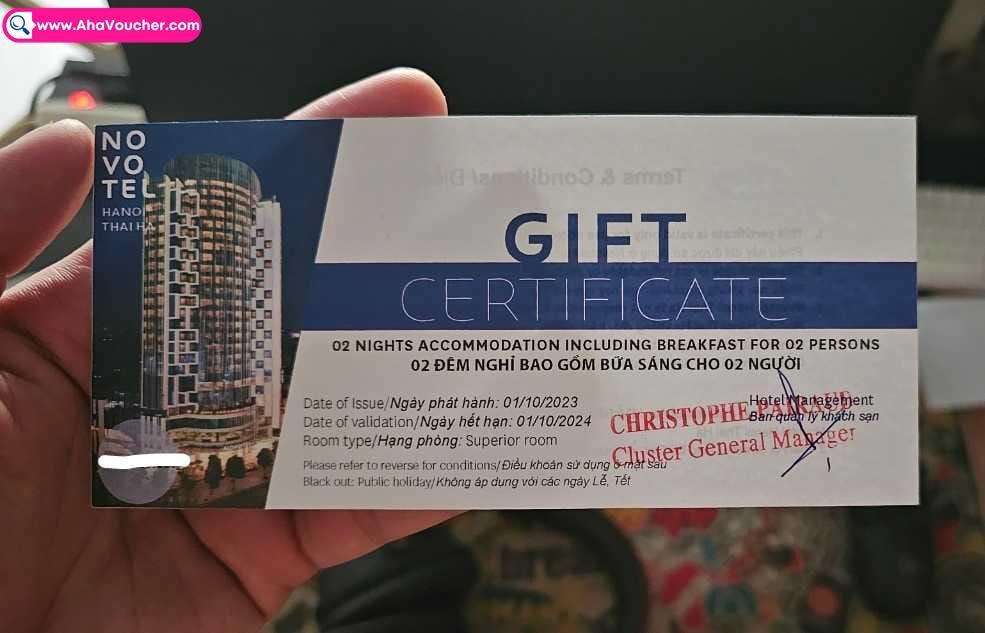 www.AhaVoucher.com
NO
VO
TEL
HANOI
THAI HA
Terms & Conditions/
GIFT
CERTIFICATE
02 NIGHTS ACCOMMODATION INCLUDING BREAKFAST FOR 02 PERSONS
02 ĐÊM NGHỈ BAO GỒM BỮA SÁNG CHO 02 NGƯỜI
Date of Issue/Ngày phát hành: 01/10/2023
Date of validation/Ngày hết hạn: 01/10/2024
Room type/Hạng phòng: Superior room
Hotel Management
Ban quản lý khách sạn
CHRISTOPHE
Cluster General Manager
Please refer to reverse for conditions/Điều khoản sử dụng ở mặt sau
Black out: Public holiday/Không áp dụng với các ngày Lễ, Tết